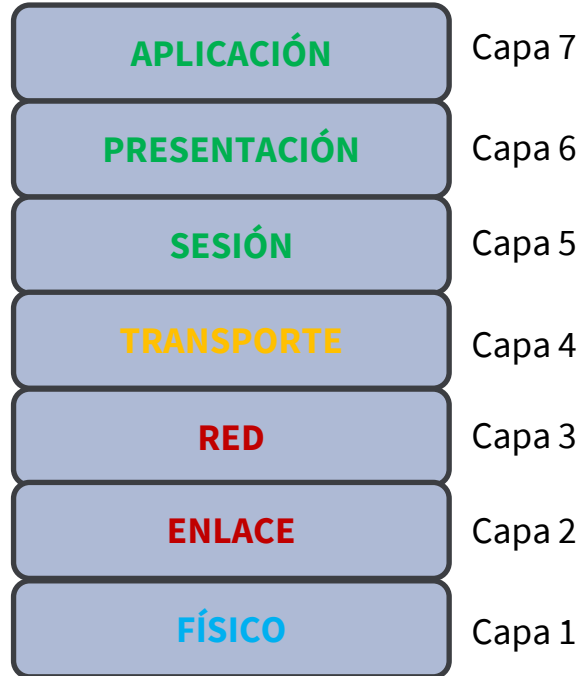 APLICACIÓN Capa 7
PRESENTACIÓN Capa 6
SESIÓN Capa 5
TRANSPORTE Capa 4
RED Capa 3
ENLACE Capa 2
FÍSICO Capa 1